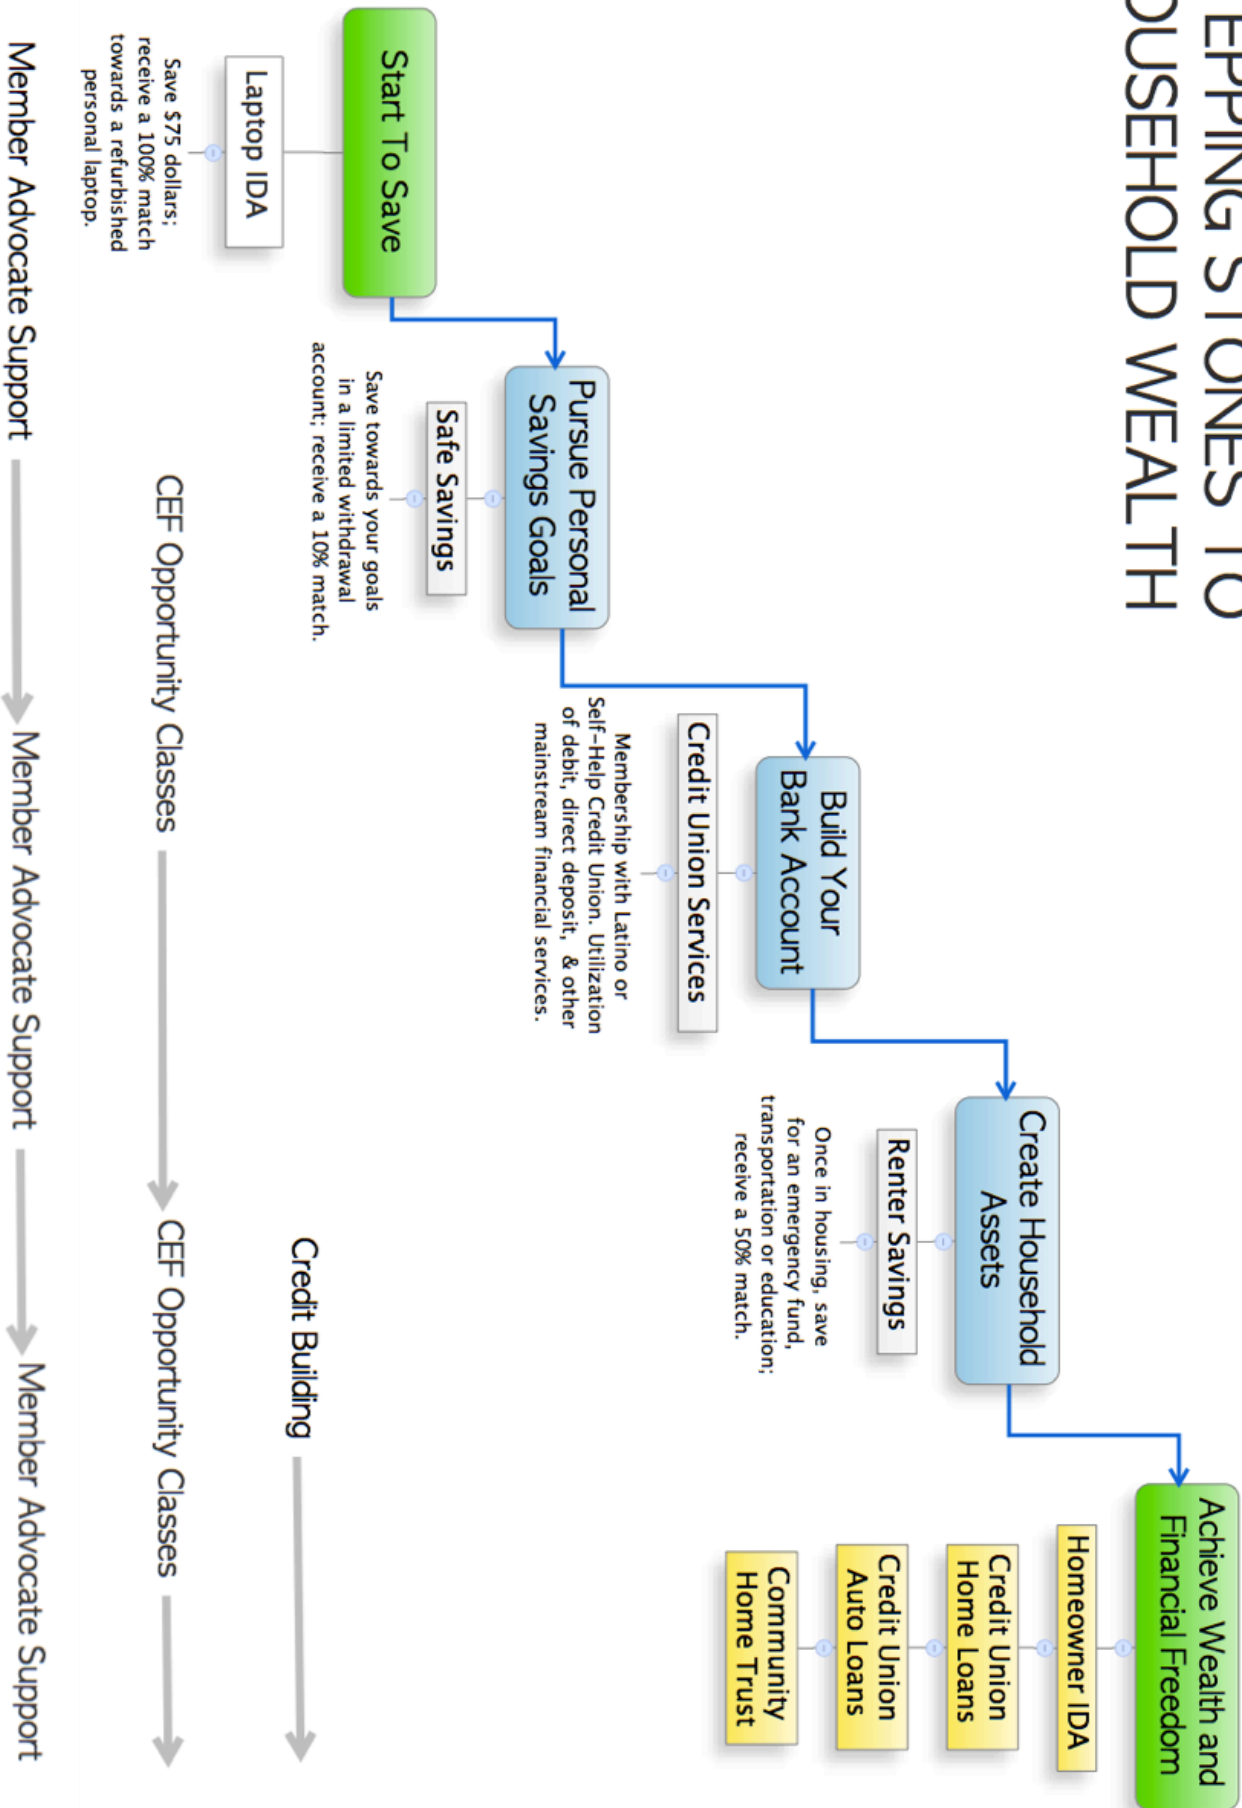 EPPING STONES TO
OUSEHOLD WEALTH
Start To Save
Laptop IDA
Save $75 dollars;
receive a 100% match
towards a refurbished
personal laptop.
Pursue Personal
Savings Goals
Safe Savings
Save towards your goals
in a limited withdrawal
account; receive a 10% match.
Build Your
Bank Account
Credit Union Services
Membership with Latino or
Self-Help Credit Union. Utilization
of debit, direct deposit, & other
mainstream financial services.
Create Household
Assets
Renter Savings
Once in housing, save
for an emergency fund,
transportation or education;
receive a 50% match.
Achieve Wealth and
Financial Freedom
Homeowner IDA
Credit Union
Home Loans
Credit Union
Auto Loans
Community
Home Trust
Credit Building
CEF Opportunity Classes
CEF Opportunity Classes
Member Advocate Support
Member Advocate Support
Member Advocate Support